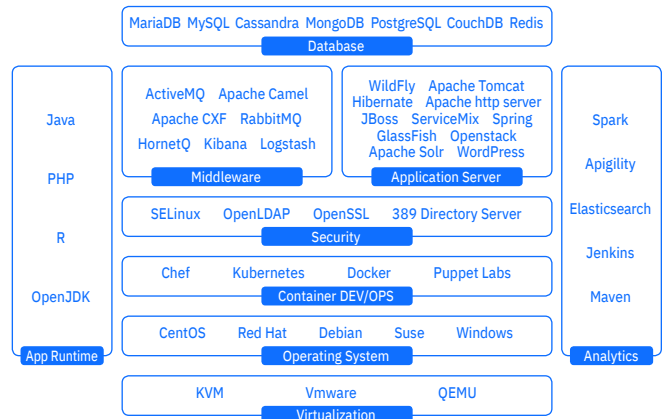 MariaDB MySQL Cassandra MongoDB PostgreSQL CouchDB Redis
Database
Java
PHP
R
OpenJDK
App Runtime
ActiveMQ Apache Camel
Apache CXF RabbitMQ
HornetQ Kibana Logstash
Middleware
WildFly Apache Tomcat
Hibernate Apache http server
JBoss ServiceMix Spring
GlassFish Openstack
Apache Solr WordPress
Application Server
SELinux OpenLDAP OpenSSL 389 Directory Server
Security
Chef Kubernetes Docker Puppet Labs
Container DEV/OPS
CentOS Red Hat Debian Suse Windows
Operating System
KVM Vmware QEMU
Virtualization
Spark
Apigility
Elasticsearch
Jenkins
Maven
Analytics